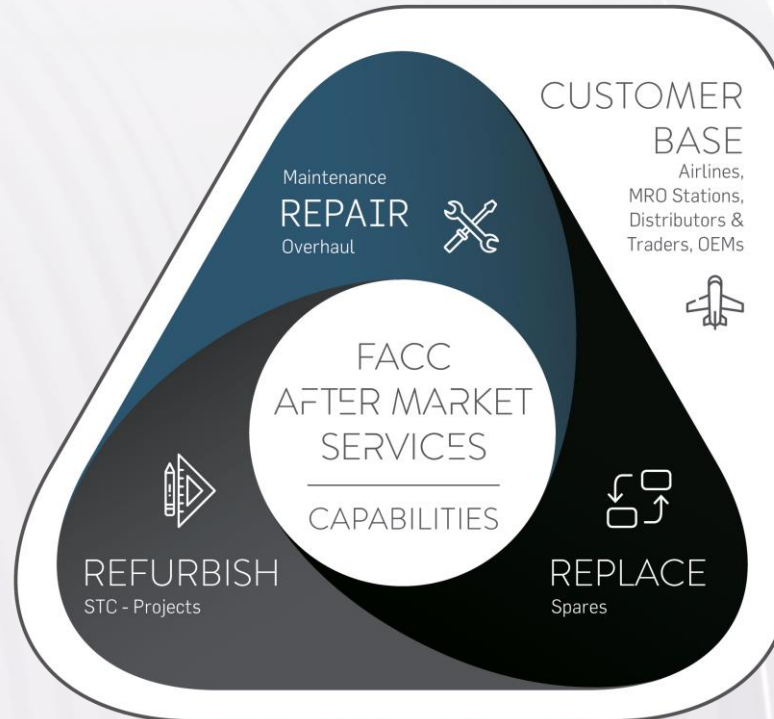 CUSTOMER
BASE
Airlines,
MRO Stations,
Distributors &
Traders, OEMs
Maintenance
REPAIR
Overhaul
FACC
AFTER MARKET
SERVICES
CAPABILITIES
REFURBISH
STC - Projects
REPLACE
Spares